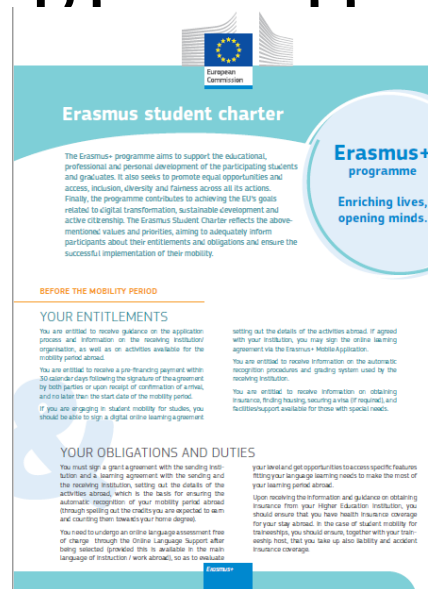 European
Commission
Erasmus student charter
The Erasmus+ programme aims to support the educational,
professional and personal development of the participating students
and graduates. It also seeks to promote equal opportunities and
access, inclusion, diversity and fairness across all its actions.
Finally, the programme contributes to achieving the EU's goals
related to digital transformation, sustainable development and
active citizenship. The Erasmus Student Charter reflects the above-
mentioned values and priorities, aiming to adequately inform
participants about their entitlements and obligations and ensure the
successful implementation of their mobility.
Erasmus+
programme
Enriching lives,
opening minds.
BEFORE THE MOBILITY PERIOD
YOUR ENTITLEMENTS
You are entitled to receive guidance on the application
process and information on the receiving institution/
organisation, as well as on activities available for the
mobility period abroad.
You are entitled to receive a pre-financing payment within
30 calendar days following the signature of the agreement
by both parties or upon receipt of confirmation of arrival,
and no later than the start date of the mobility period.
If you are engaging in student mobility for studies, you
should be able to sign a digital online learning agreement
setting out the details of the activities abroad. If agreed
with your institution, you may sign the online learning
agreement via the Erasmus+ Mobile Application.
You are entitled to receive information on the automatic
recognition procedures and grading system used by the
receiving institution.
You are entitled to receive information on obtaining
insurance, finding housing, securing a visa (if required), and
facilities/support available for those with special needs.
YOUR OBLIGATIONS AND DUTIES
You must sign a grant agreement with the sending insti-
tution and a learning agreement with the sending and
the receiving institution, setting out the details of the
activities abroad, which is the basis for ensuring the
automatic recognition of your mobility period abroad
(through spelling out the credits you are expected to earn
and counting them towards your home degree).
You need to undergo an online language assessment free
of charge through the Online Language Support after
being selected (provided this is available in the main
language of instruction / work abroad), so as to evaluate
your level and get opportunities to access specific features
fitting your language learning needs to make the most of
your learning period abroad.
Upon receiving the information and guidance on obtaining
insurance from your Higher Education Institution, you
should ensure that you have health insurance coverage
for your stay abroad. In the case of student mobility for
traineeships, you should ensure, together with your train-
eeship host, that you take up also liability and accident
insurance coverage.
Erasmus+